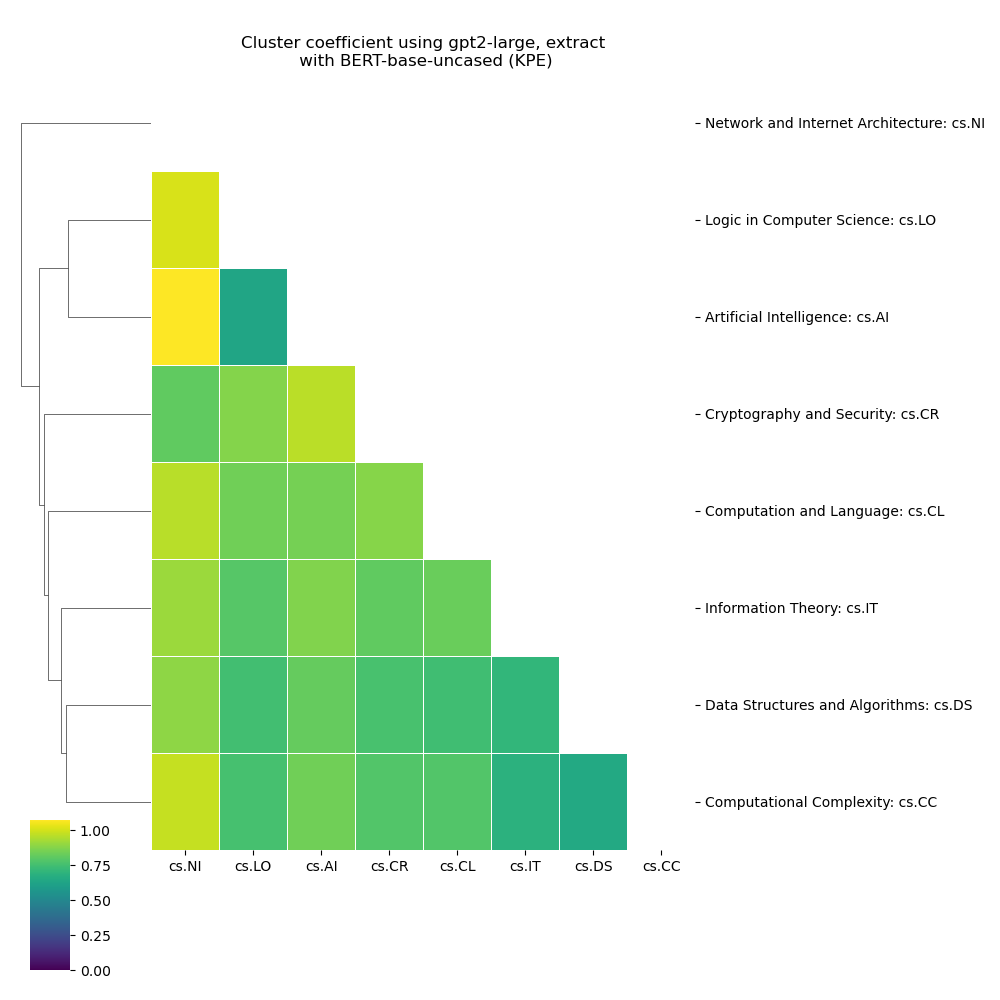 Cluster coefficient using gpt2-large, extract
with BERT-base-uncased (KPE)
Network and Internet Architecture: cs.NI
Logic in Computer Science: cs.LO
Artificial Intelligence: cs.AI
Cryptography and Security: cs.CR
Computation and Language: cs.CL
Information Theory: cs.IT
Data Structures and Algorithms: cs.DS
Computational Complexity: cs.CC
cs.NI cs.LO cs.AI cs.CR cs.CL cs.IT cs.DS cs.CC
1.00
0.75
0.50
0.25
0.00